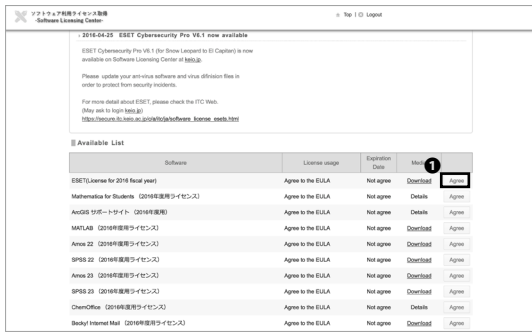 ソフトウェア利用ライセンス取得
-Software Licensing Center-
Top | Logout
› 2016-04-25 ESET Cybersecurity Pro V6.1 now available
ESET Cybersecurity Pro V6.1 (for Snow Leopard to El Capitan) is now
available on Software Licensing Center at keio.jp.
Please update your ant-virus software and virus difinision files in
order to protect from security incidents.
For more detail about ESET, please check the ITC Web.
(May ask to login keio.jp)
https://secure.itc.keio.ac.jp/c/a/itc/ja/software_license_esets.html
Available List
Software License usage Expiration Date Media
1
ESET(License for 2016 fiscal year) Agree to the EULA Not agree Download Agree
Mathematica for Students （2016年度用ライセンス） Agree to the EULA Not agree Details Agree
ArcGIS サポートサイト （2016年度用） Agree to the EULA Not agree Details Agree
MATLAB （2016年度用ライセンス） Agree to the EULA Not agree Download Agree
Amos 22 （2016年度用ライセンス） Agree to the EULA Not agree Download Agree
SPSS 22 （2016年度用ライセンス） Agree to the EULA Not agree Download Agree
Amos 23 （2016年度用ライセンス） Agree to the EULA Not agree Download Agree
SPSS 23 （2016年度用ライセンス） Agree to the EULA Not agree Download Agree
ChemOffice （2016年度用ライセンス） Agree to the EULA Not agree Details Agree
Becky! Internet Mail （2016年度用ライセンス） Agree to the EULA Not agree Download Agree